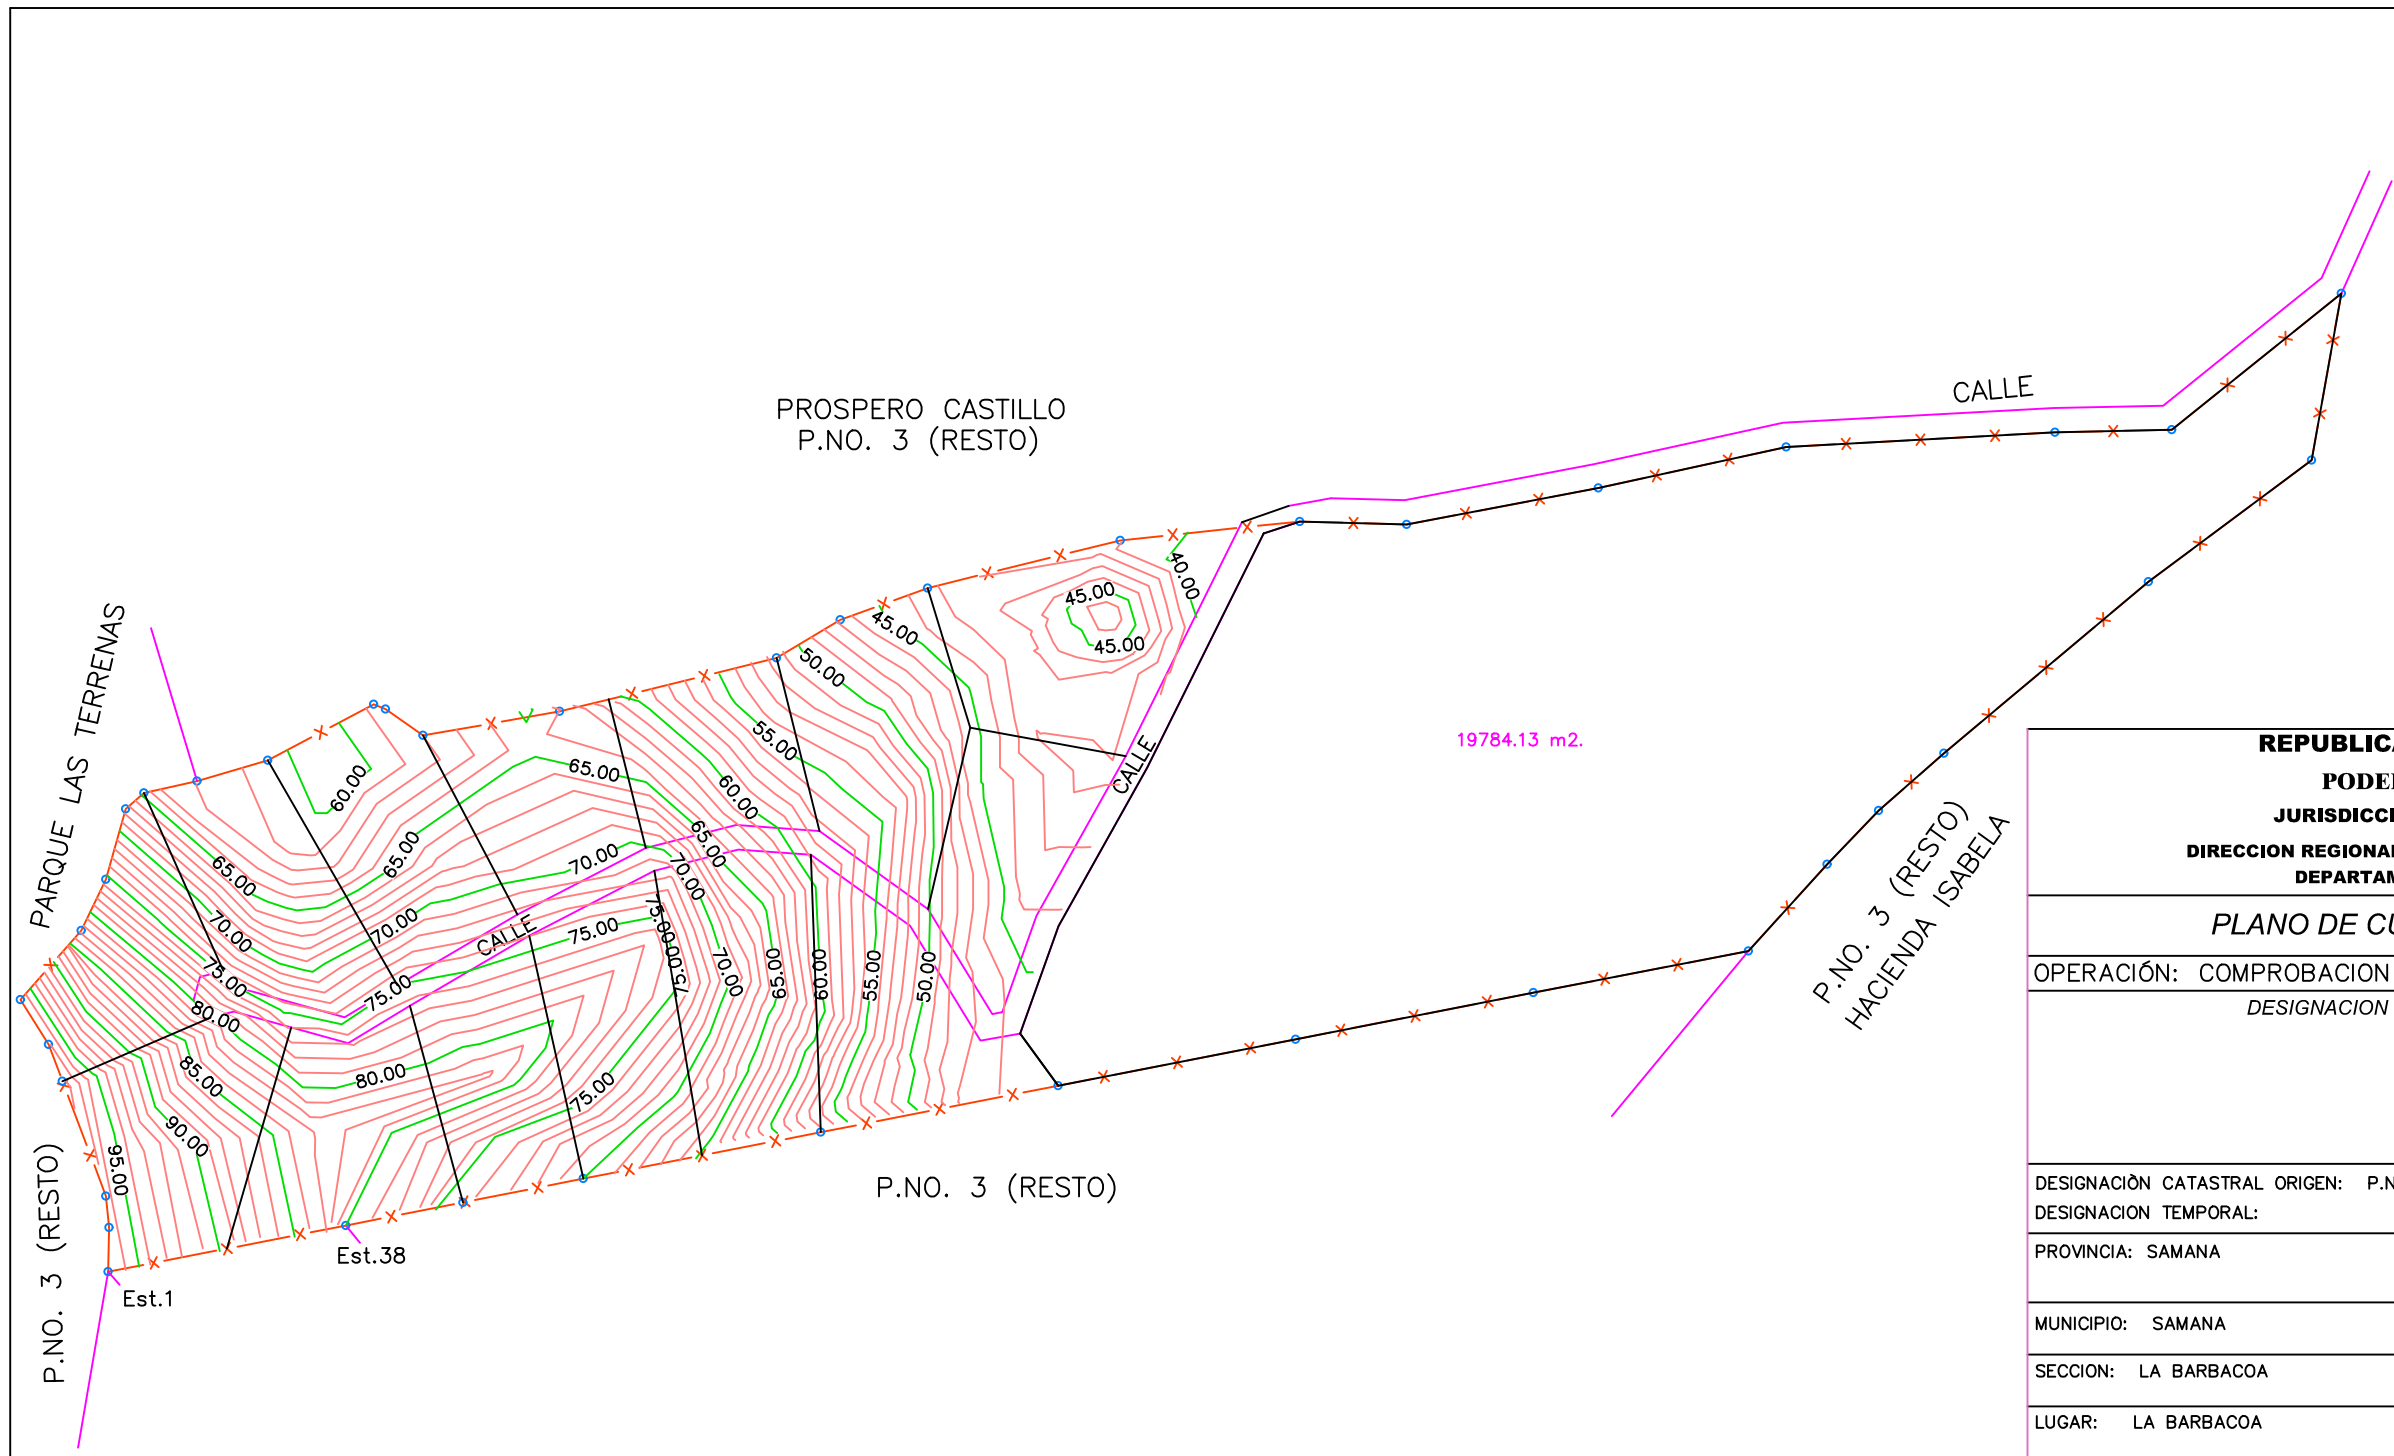 PROSPERO CASTILLO
P.NO. 3 (RESTO)
CALLE
PARQUE LAS TERRENAS
40.00
45.00
45.00
45.00
50.00
55.00
60.00
65.00
65.00
70.00
70.00
60.00
65.00
65.00
70.00
70.00
75.00
75.00
75.00
75.00
75.00
CALLE
CALLE
19784.13 m2.
70.00
65.00
60.00
55.00
50.00
80.00
80.00
85.00
90.00
95.00
75.00
P.NO. 3 (RESTO)
HACIENDA ISABELA
P.NO. 3 (RESTO)
P.NO. 3 (RESTO)
Est.38
Est.1
REPUBLICA
PODE
JURISDICCI
DIRECCION REGIONAL
DEPARTAM
PLANO DE CU
OPERACIÓN: COMPROBACION
DESIGNACION
DESIGNACIÒN CATASTRAL ORIGEN: P.N
DESIGNACION TEMPORAL:
PROVINCIA: SAMANA
MUNICIPIO: SAMANA
SECCION: LA BARBACOA
LUGAR: LA BARBACOA